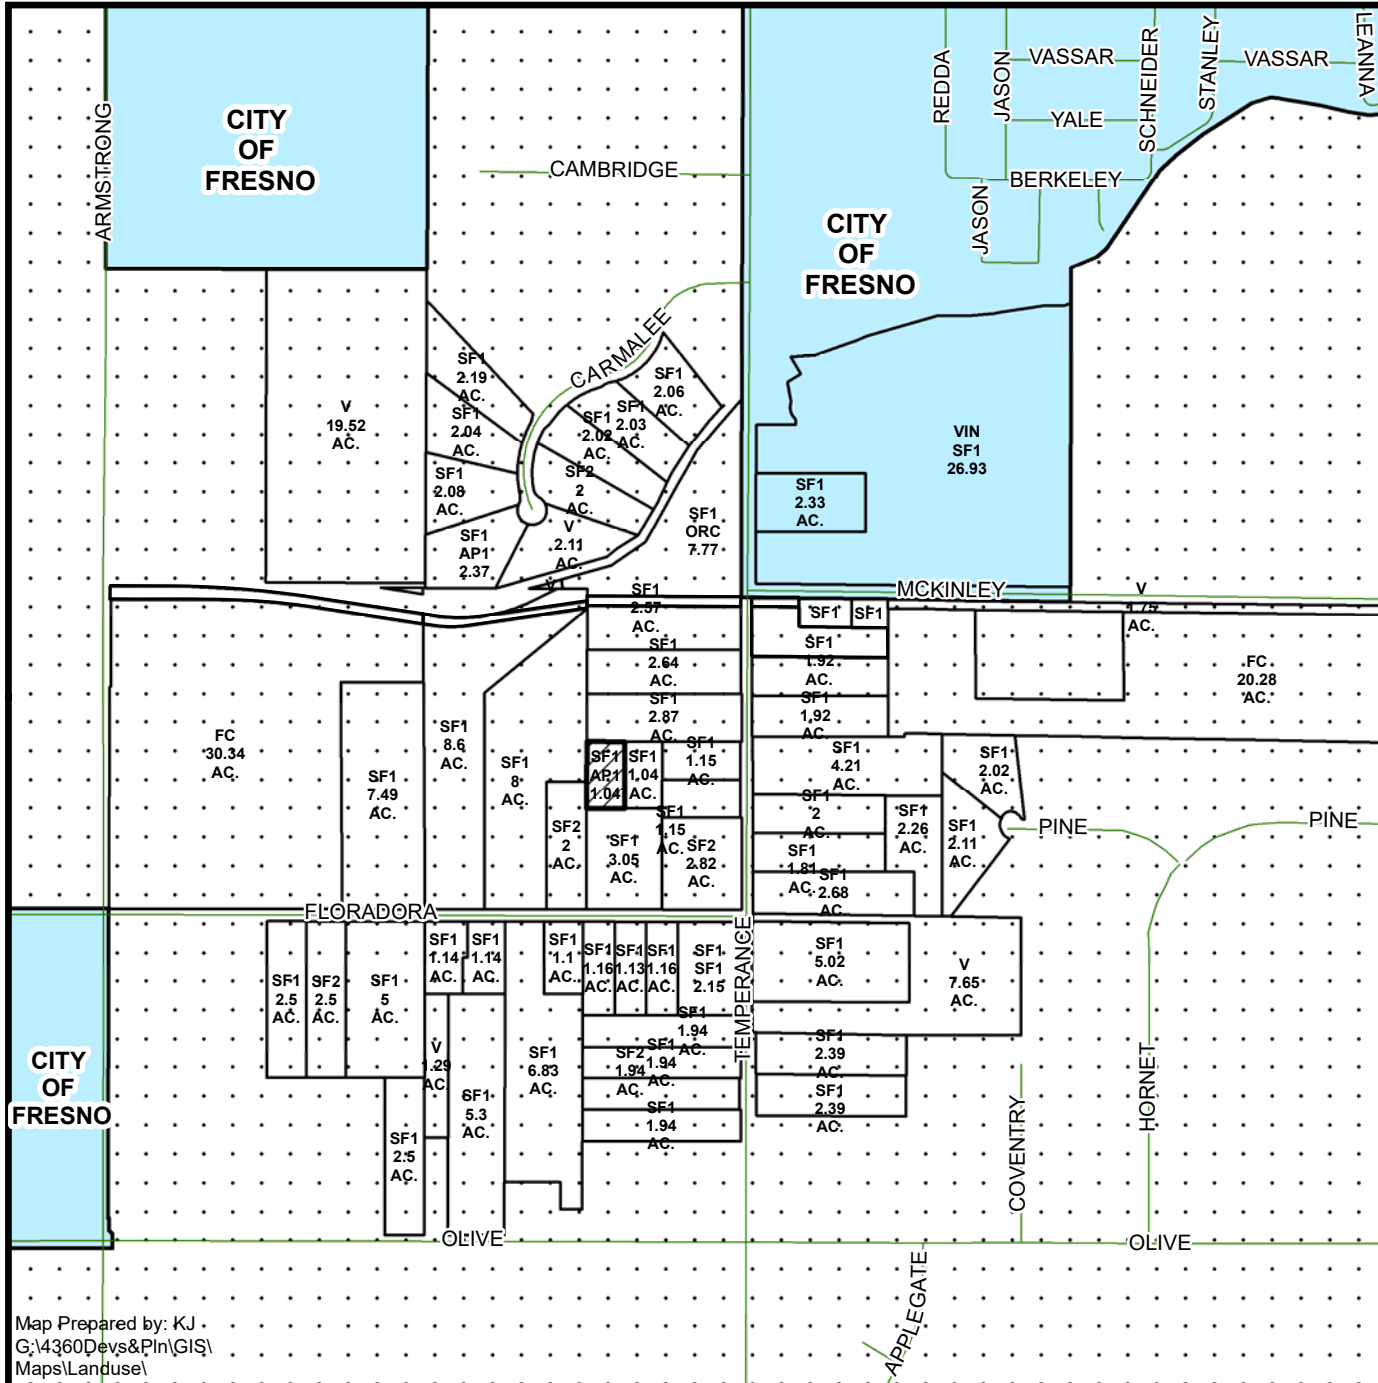 ARMSTRONG
CITY
OF
FRESNO
CAMBRIDGE
REDDA
JASON
VASSAR
SCHNEIDER
STANLEY
VASSAR
LEANNA
YALE
BERKELEY
JASON
CITY
OF
FRESNO
CARMALEE
V
19.52
AC.
SF1
2.19
AC.
SF1
2.04
AC.
SF1
2.08
AC.
SF1
AP1
2.37
SF1
2.06
AC.
SF1
2.03
AC.
SF1
2.02
AC.
SF2
2
AC.
V
2.11
AC.
V
SF1
ORC
7.77
VIN
SF1
26.93
SF1
2.33
AC.
MCKINLEY
V
1.75
AC.
SF1
2.57
AC.
SF1
2.64
AC.
SF1
2.87
AC.
SF1
SF1
SF1
1.92
AC.
SF1
1.92
AC.
FC
20.28
AC.
FC
30.34
AC.
SF1
7.49
AC.
SF1
8.6
AC.
SF1
8
AC.
SF2
2
AC.
SF1
AP1
1.04
SF1
1.04
AC.
SF1
1.15
AC.
SF1
1.15
AC.
SF1
3.05
AC.
SF2
2.82
AC.
SF1
4.21
AC.
SF1
2
AC.
SF1
1.81
AC.
SF1
2.68
AC.
SF1
2.26
AC.
SF1
2.02
AC.
SF1
2.11
AC.
PINE
PINE
FLORADORA
TEMPERANCE
SF1
2.5
AC.
SF2
2.5
AC.
SF1
5
AC.
SF1
1.14
AC.
SF1
1.14
AC.
SF1
1.1
AC.
SF1
1.16
AC.
SF1
1.13
AC.
SF1
1.16
AC.
SF1
SF1
2.15
SF1
5.02
AC.
V
7.65
AC.
SF1
1.94
AC.
SF1
1.94
AC.
SF2
1.94
AC.
SF1
1.94
AC.
SF1
2.39
AC.
SF1
2.39
AC.
V
1.29
AC.
SF1
5.3
AC.
SF1
6.83
AC.
SF1
2.5
AC.
CITY
OF
FRESNO
COVENTRY
HORNET
OLIVE
OLIVE
APPLEGATE
Map Prepared by: KJ
G:\4360Devs&Pln\GIS\
Maps\Landuse\